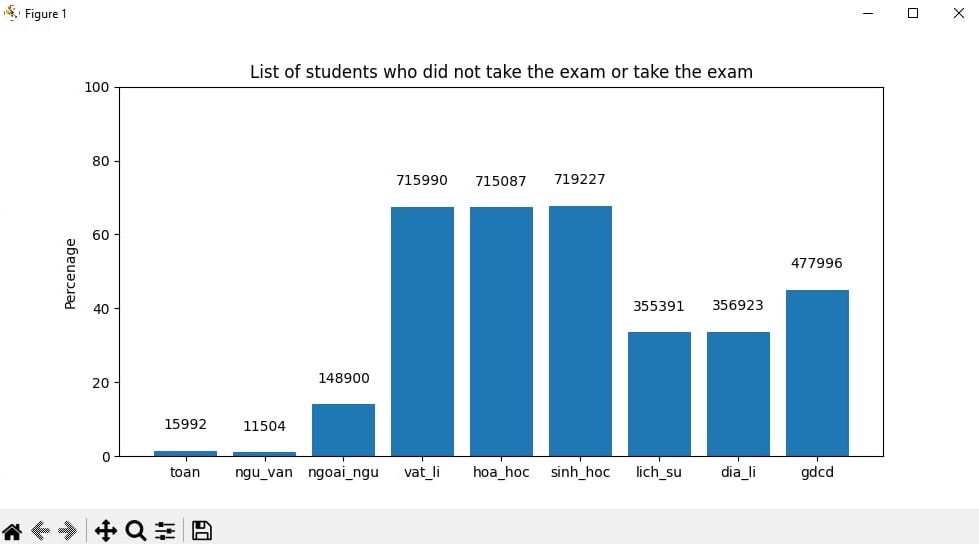 Figure 1
List of students who did not take the exam or take the exam
Percenage
100
80
60
40
20
0
15992
11504
148900
715990
715087
719227
355391
356923
477996
toan
ngu_van
ngoai_ngu
vat_li
hoa_hoc
sinh_hoc
lich_su
dia_li
gdcd